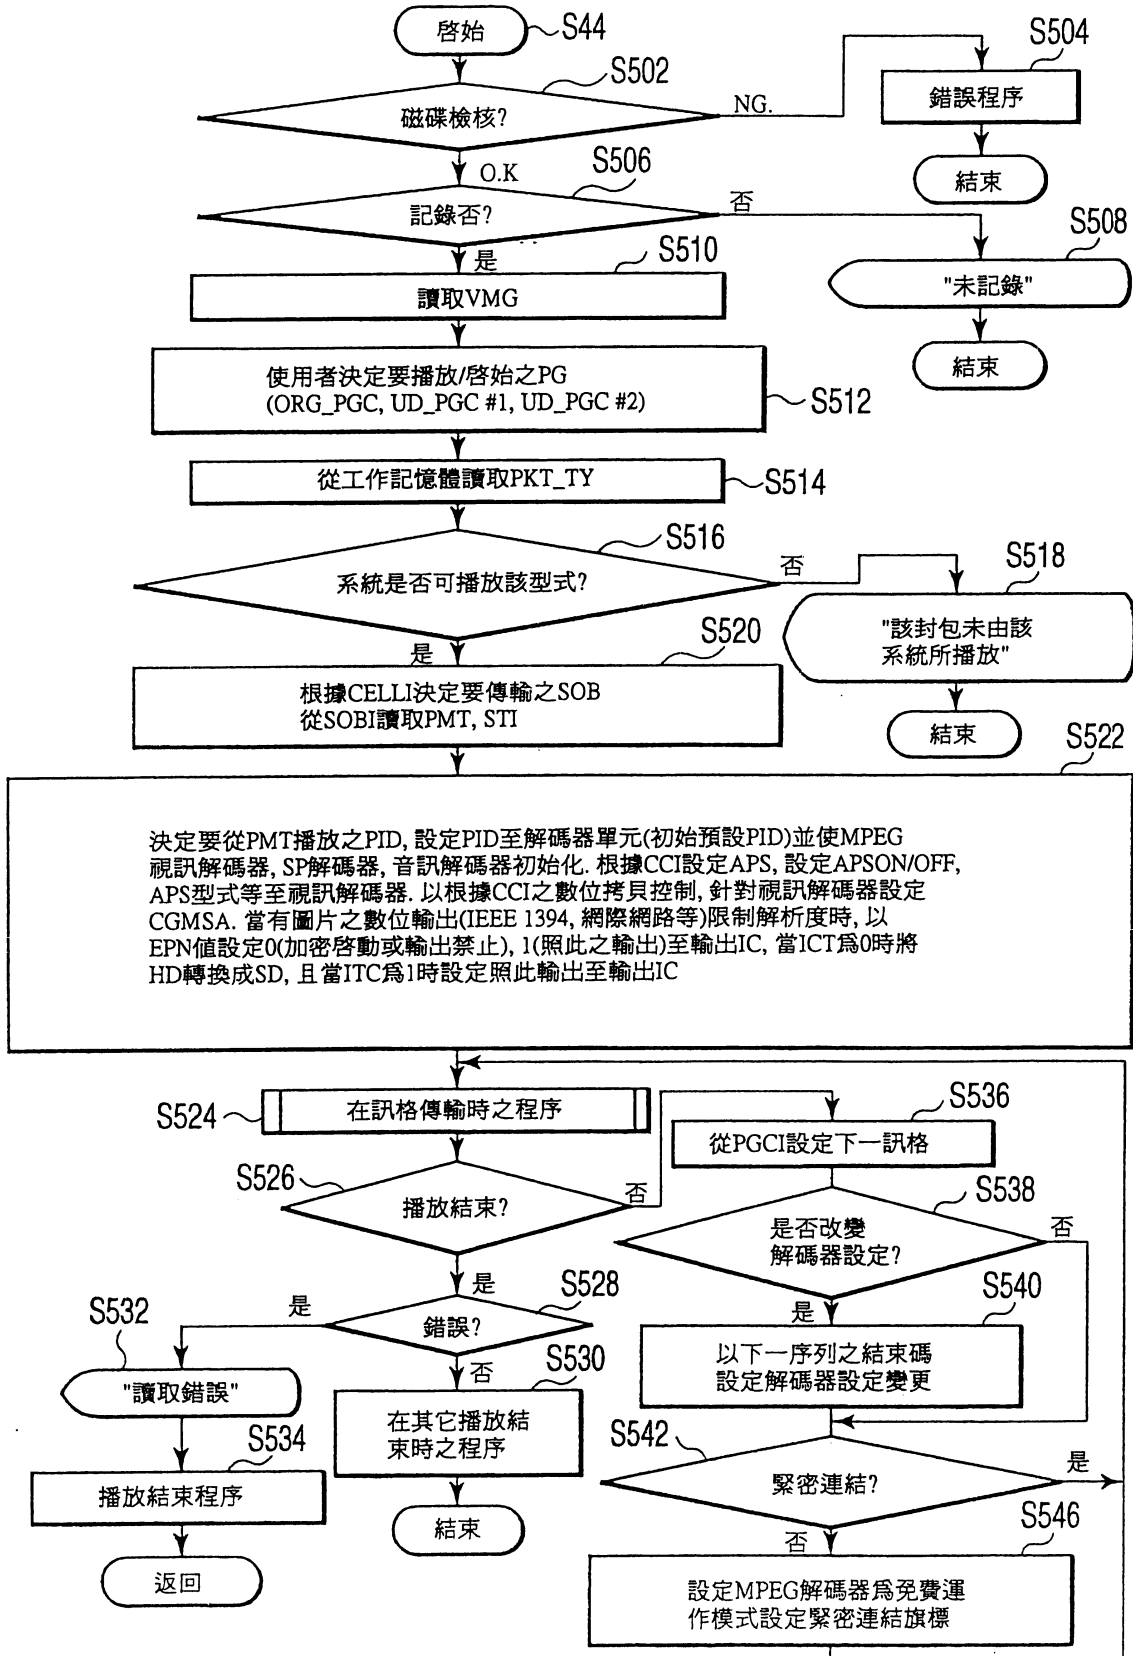 啓始
S44
S502
磁碟檢核?
NG.
S504
錯誤程序
結束
O.K
S506
記錄否?
否
S508
"未記錄"
結束
是
S510
讀取VMG
使用者決定要播放/啓始之PG
(ORG_PGC, UD_PGC #1, UD_PGC #2)
S512
從工作記憶體讀取PKT_TY
S514
S516
系統是否可播放該型式?
否
S518
"該封包未由該
系統所播放"
結束
是
S520
根據CELLI決定要傳輸之SOB
從SOBI讀取PMT, STI
S522
決定要從PMT播放之PID, 設定PID至解碼器單元(初始預設PID)並使MPEG
視訊解碼器, SP解碼器, 音訊解碼器初始化. 根據CCI設定APS, 設定APSON/OFF,
APS型式等至視訊解碼器. 以根據CCI之數位拷貝控制, 針對視訊解碼器設定
CGMSA. 當有圖片之數位輸出(IEEE 1394, 網際網路等)限制解析度時, 以
EPN値設定0(加密啓動或輸出禁止), 1(照此之輸出)至輸出IC, 當ICT爲0時將
HD轉換成SD, 且當ITC爲1時設定照此輸出至輸出IC
S524
在訊格傳輸時之程序
S526
播放結束?
否
S536
從PGCI設定下一訊格
S538
是否改變
解碼器設定?
否
是
S540
以下一序列之結束碼
設定解碼器設定變更
是
S528
錯誤?
是
S532
"讀取錯誤"
S534
播放結束程序
返回
否
S530
在其它播放結
束時之程序
結束
S542
緊密連結?
是
否
S546
設定MPEG解碼器爲免費運
作模式設定緊密連結旗標